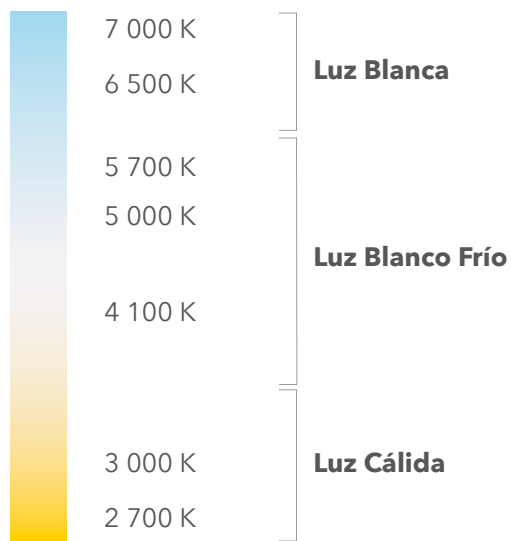 7 000 K
6 500 K
Luz Blanca
5 700 K
5 000 K
4 100 K
Luz Blanco Frío
3 000 K
2 700 K
Luz Cálida